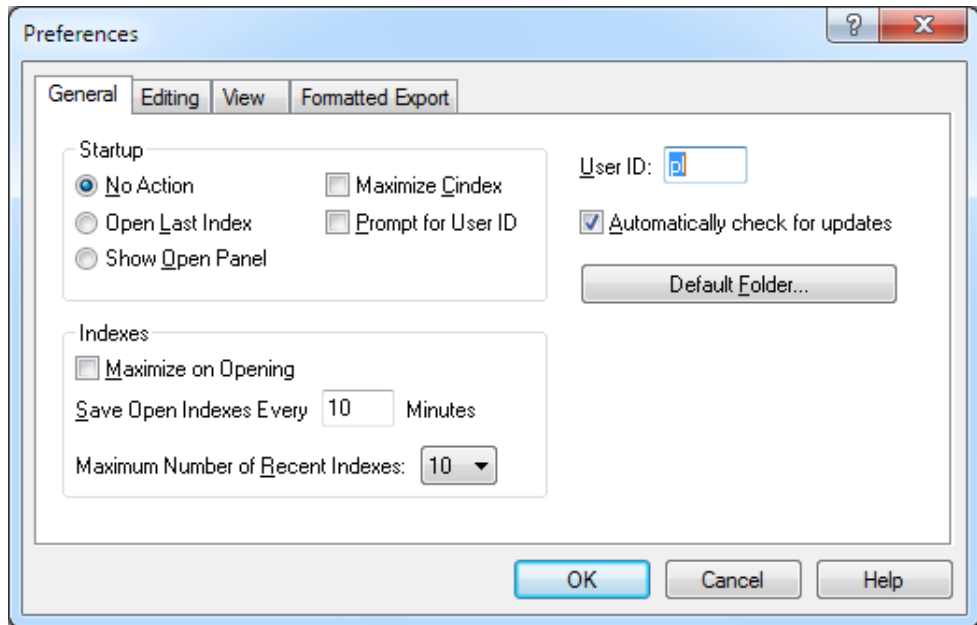 Preferences
General Editing View Formatted Export
Startup
No Action
Maximize Cindex
Open Last Index
Prompt for User ID
Show Open Panel
User ID: pl
Automatically check for updates
Default Folder...
Indexes
Maximize on Opening
Save Open Indexes Every 10 Minutes
Maximum Number of Recent Indexes: 10
OK Cancel Help